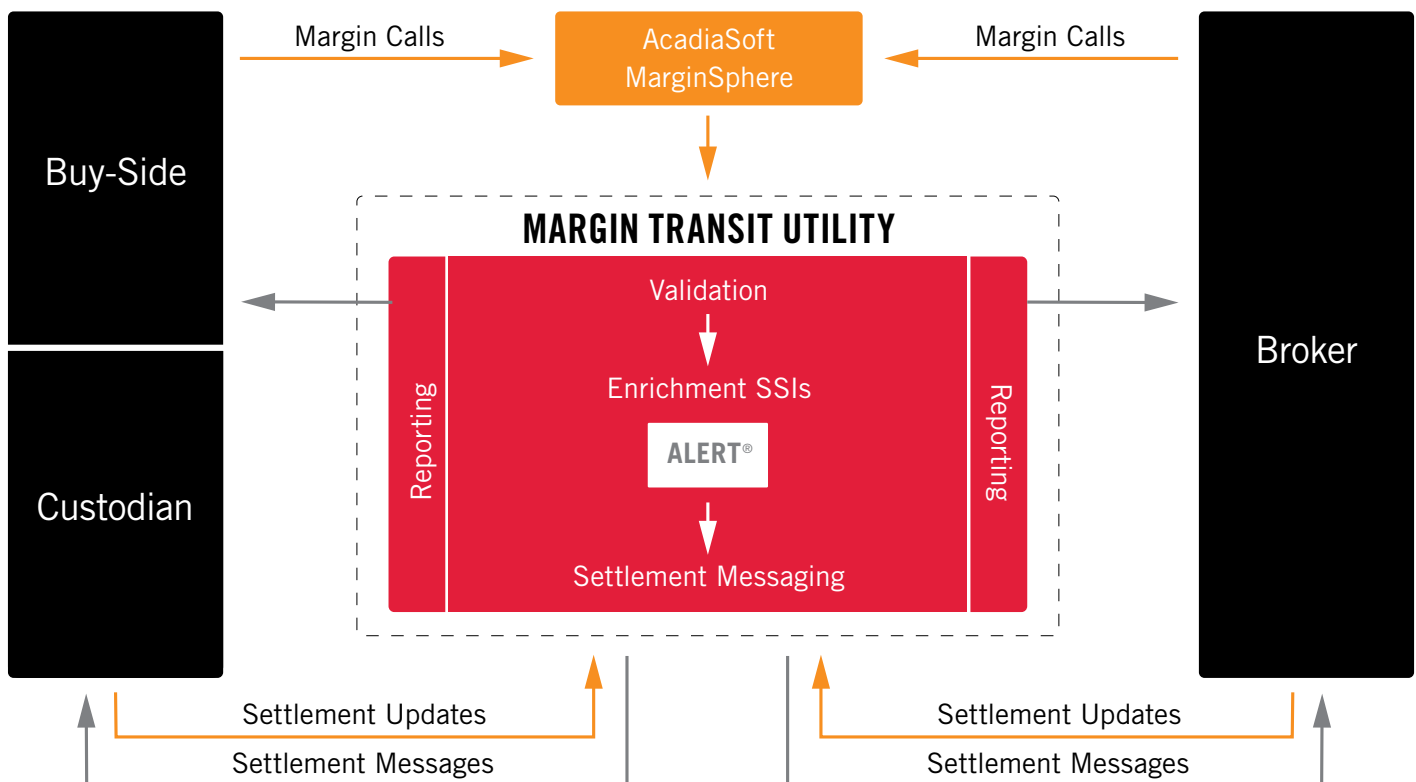 Margin Calls
AcadiaSoft
MarginSphere
Margin Calls
Buy-Side
Custodian
MARGIN TRANSIT UTILITY
Reporting
Validation
Enrichment SSIs
ALERT®
Settlement Messaging
Reporting
Broker
Settlement Updates
Settlement Messages
Settlement Updates
Settlement Messages